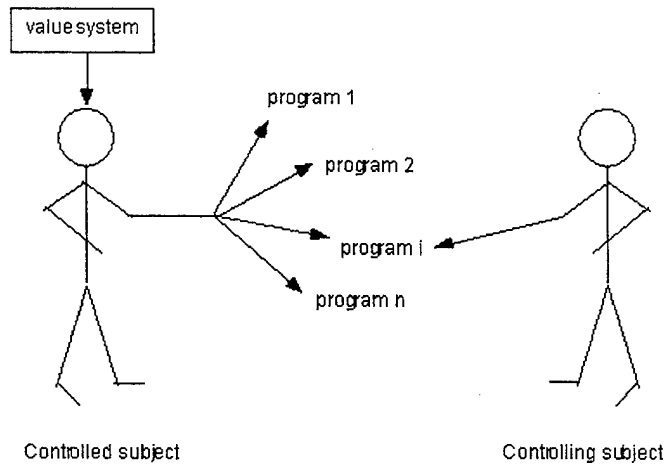 value system
program 1
program 2
program i
program n
Controlled subject
Controlling subject